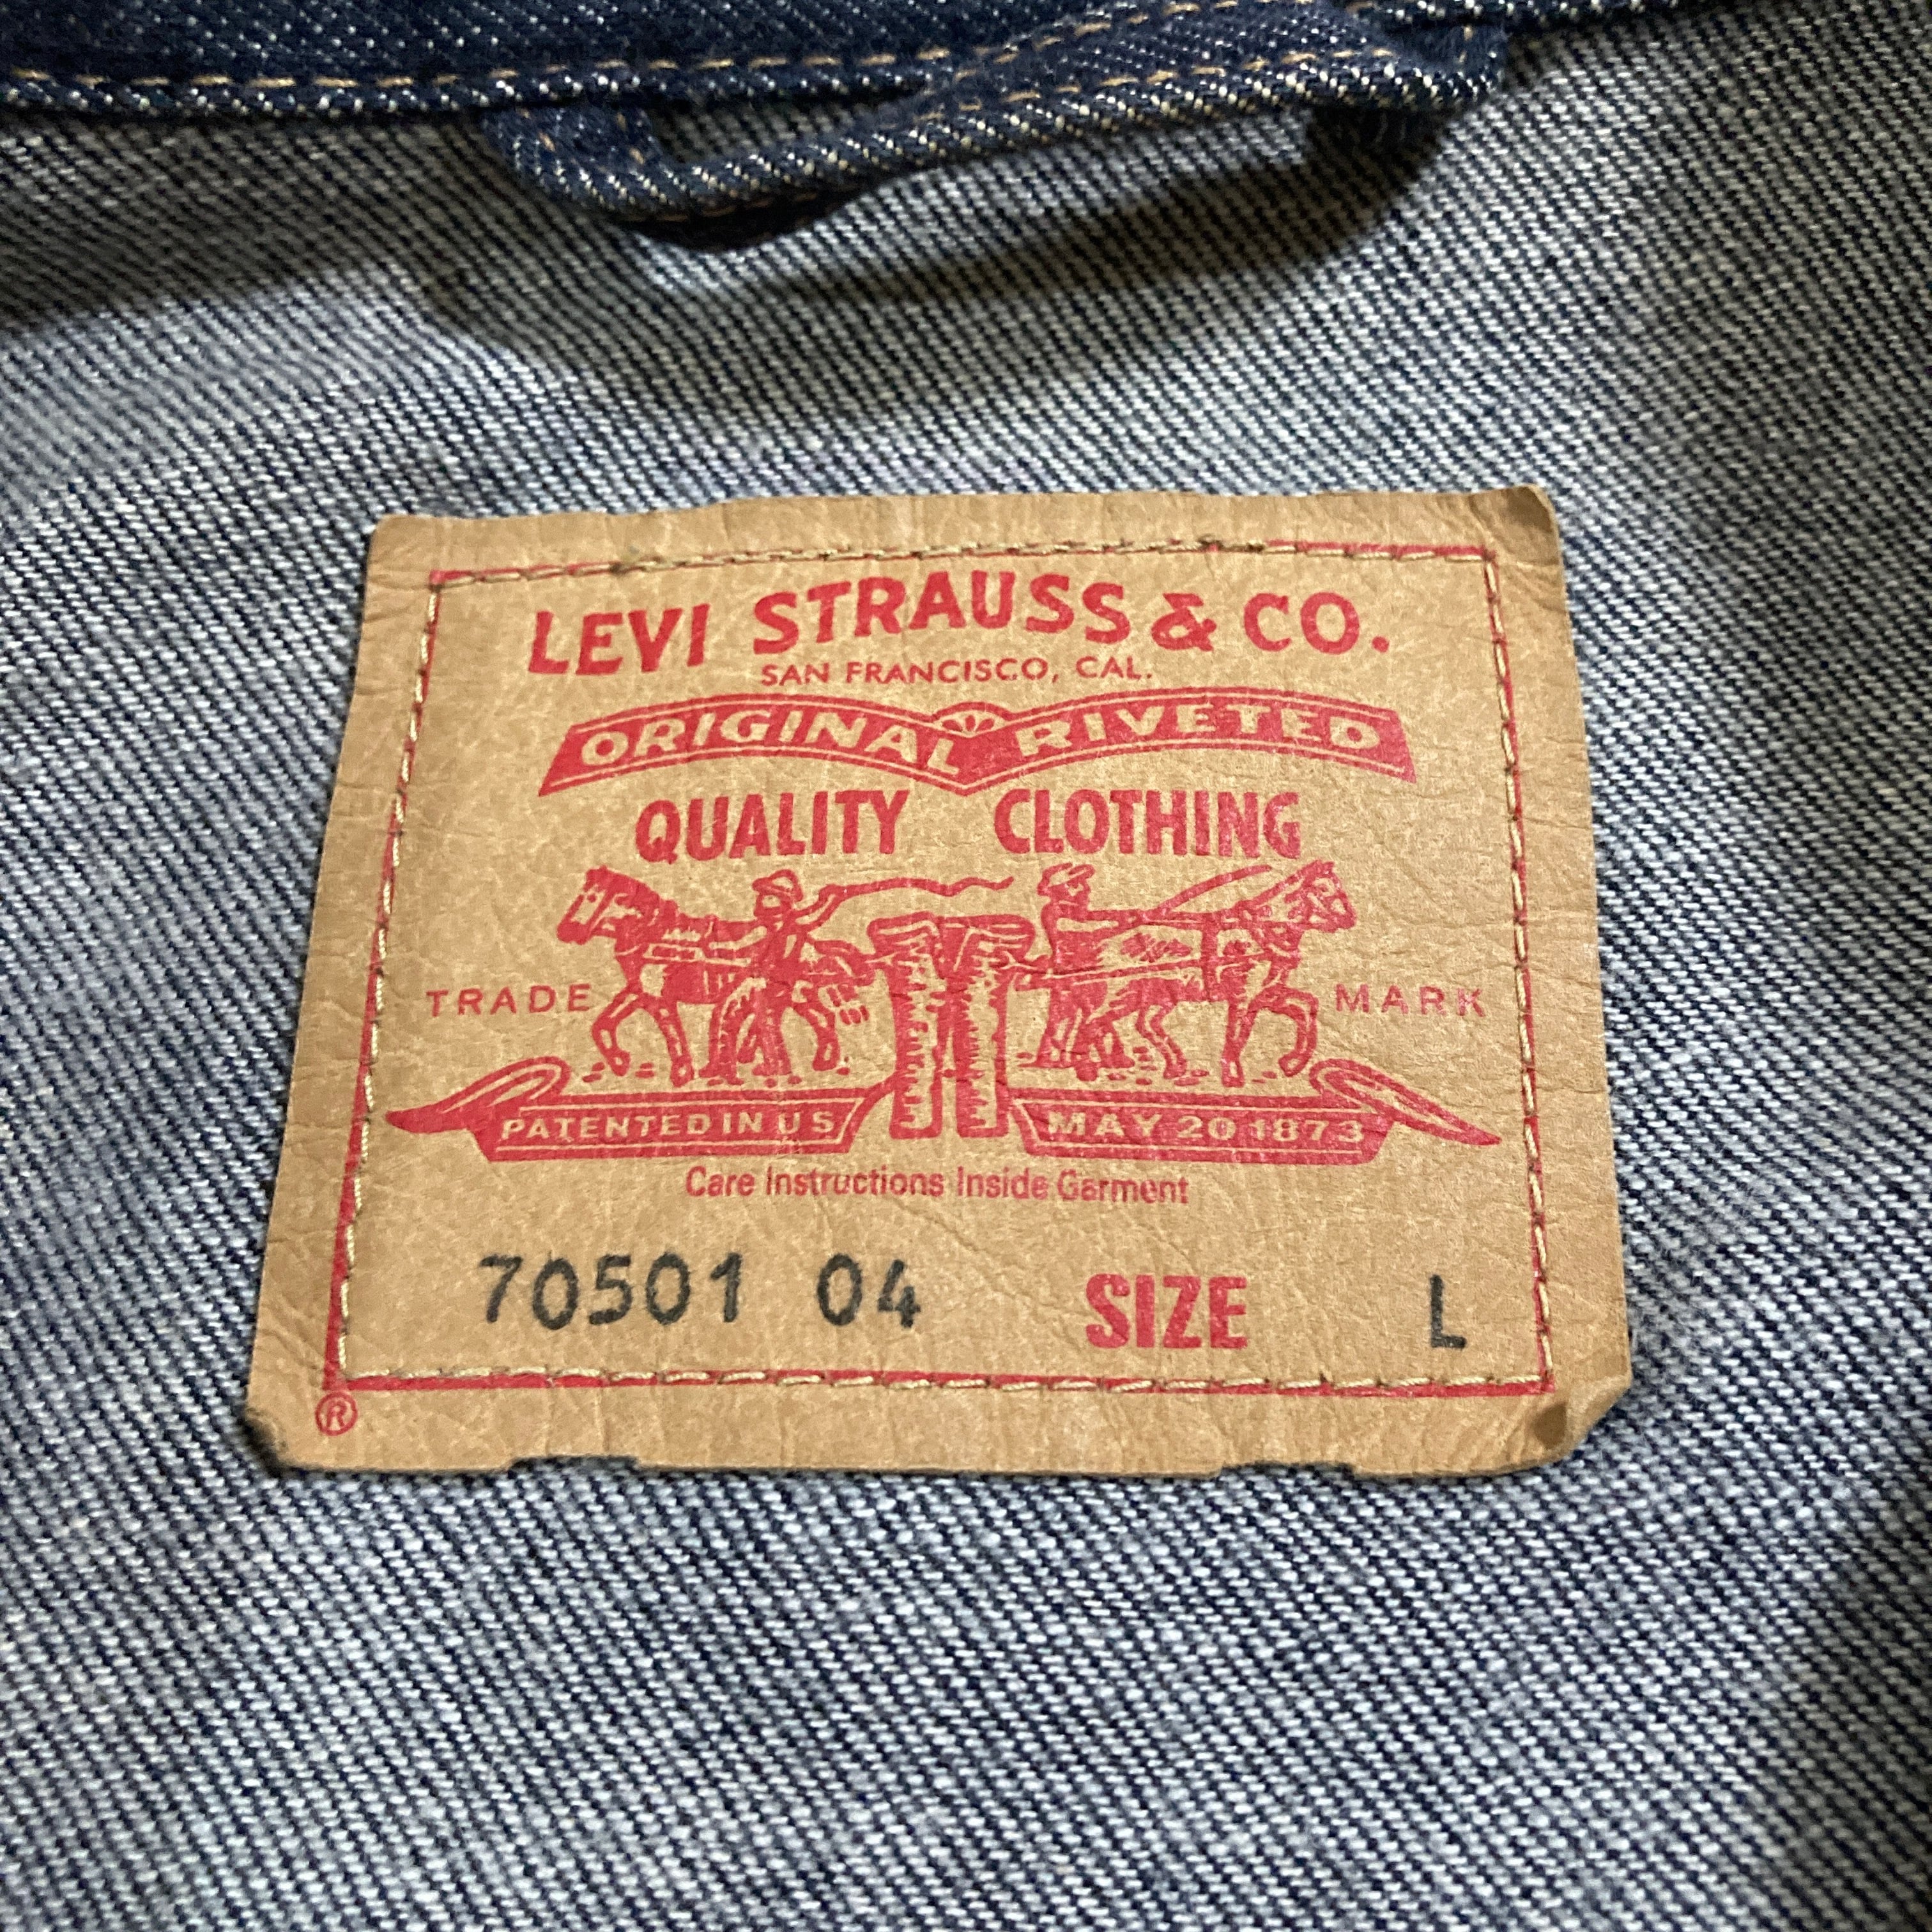 LEVI STRAUSS & CO.
SAN FRANCISCO, CAL.
ORIGINAL RIVETED
QUALITY CLOTHING
TRADE MARK
PATENTED IN US MAY 20 1873
Care Instructions Inside Garment
70501 04 SIZE L
®